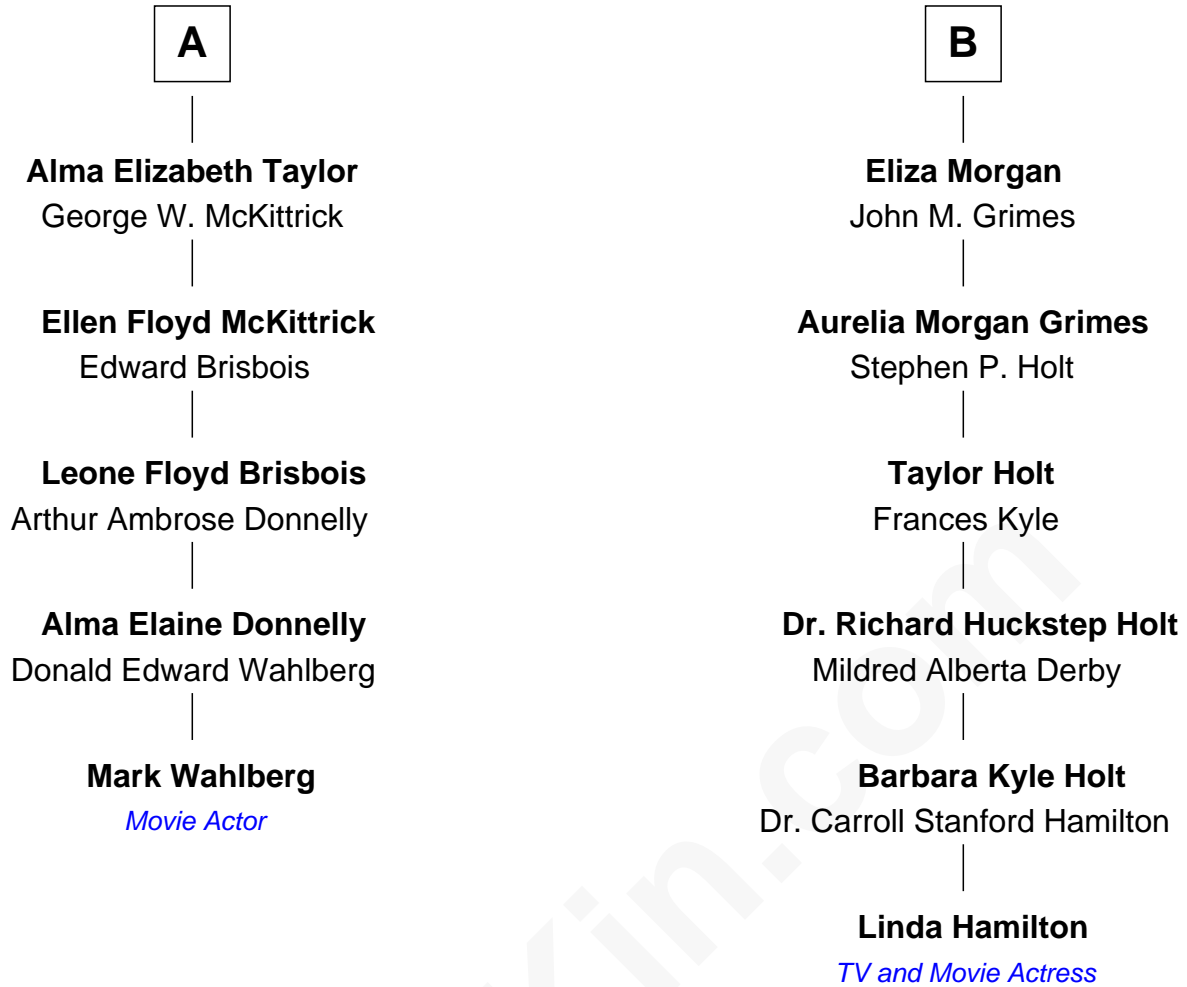 A
Alma Elizabeth Taylor
George W. McKittrick
Ellen Floyd McKittrick
Edward Brisbois
Leone Floyd Brisbois
Arthur Ambrose Donnelly
Alma Elaine Donnelly
Donald Edward Wahlberg
Mark Wahlberg
Movie Actor
B
Eliza Morgan
John M. Grimes
Aurelia Morgan Grimes
Stephen P. Holt
Taylor Holt
Frances Kyle
Dr. Richard Huckstep Holt
Mildred Alberta Derby
Barbara Kyle Holt
Dr. Carroll Stanford Hamilton
Linda Hamilton
TV and Movie Actress